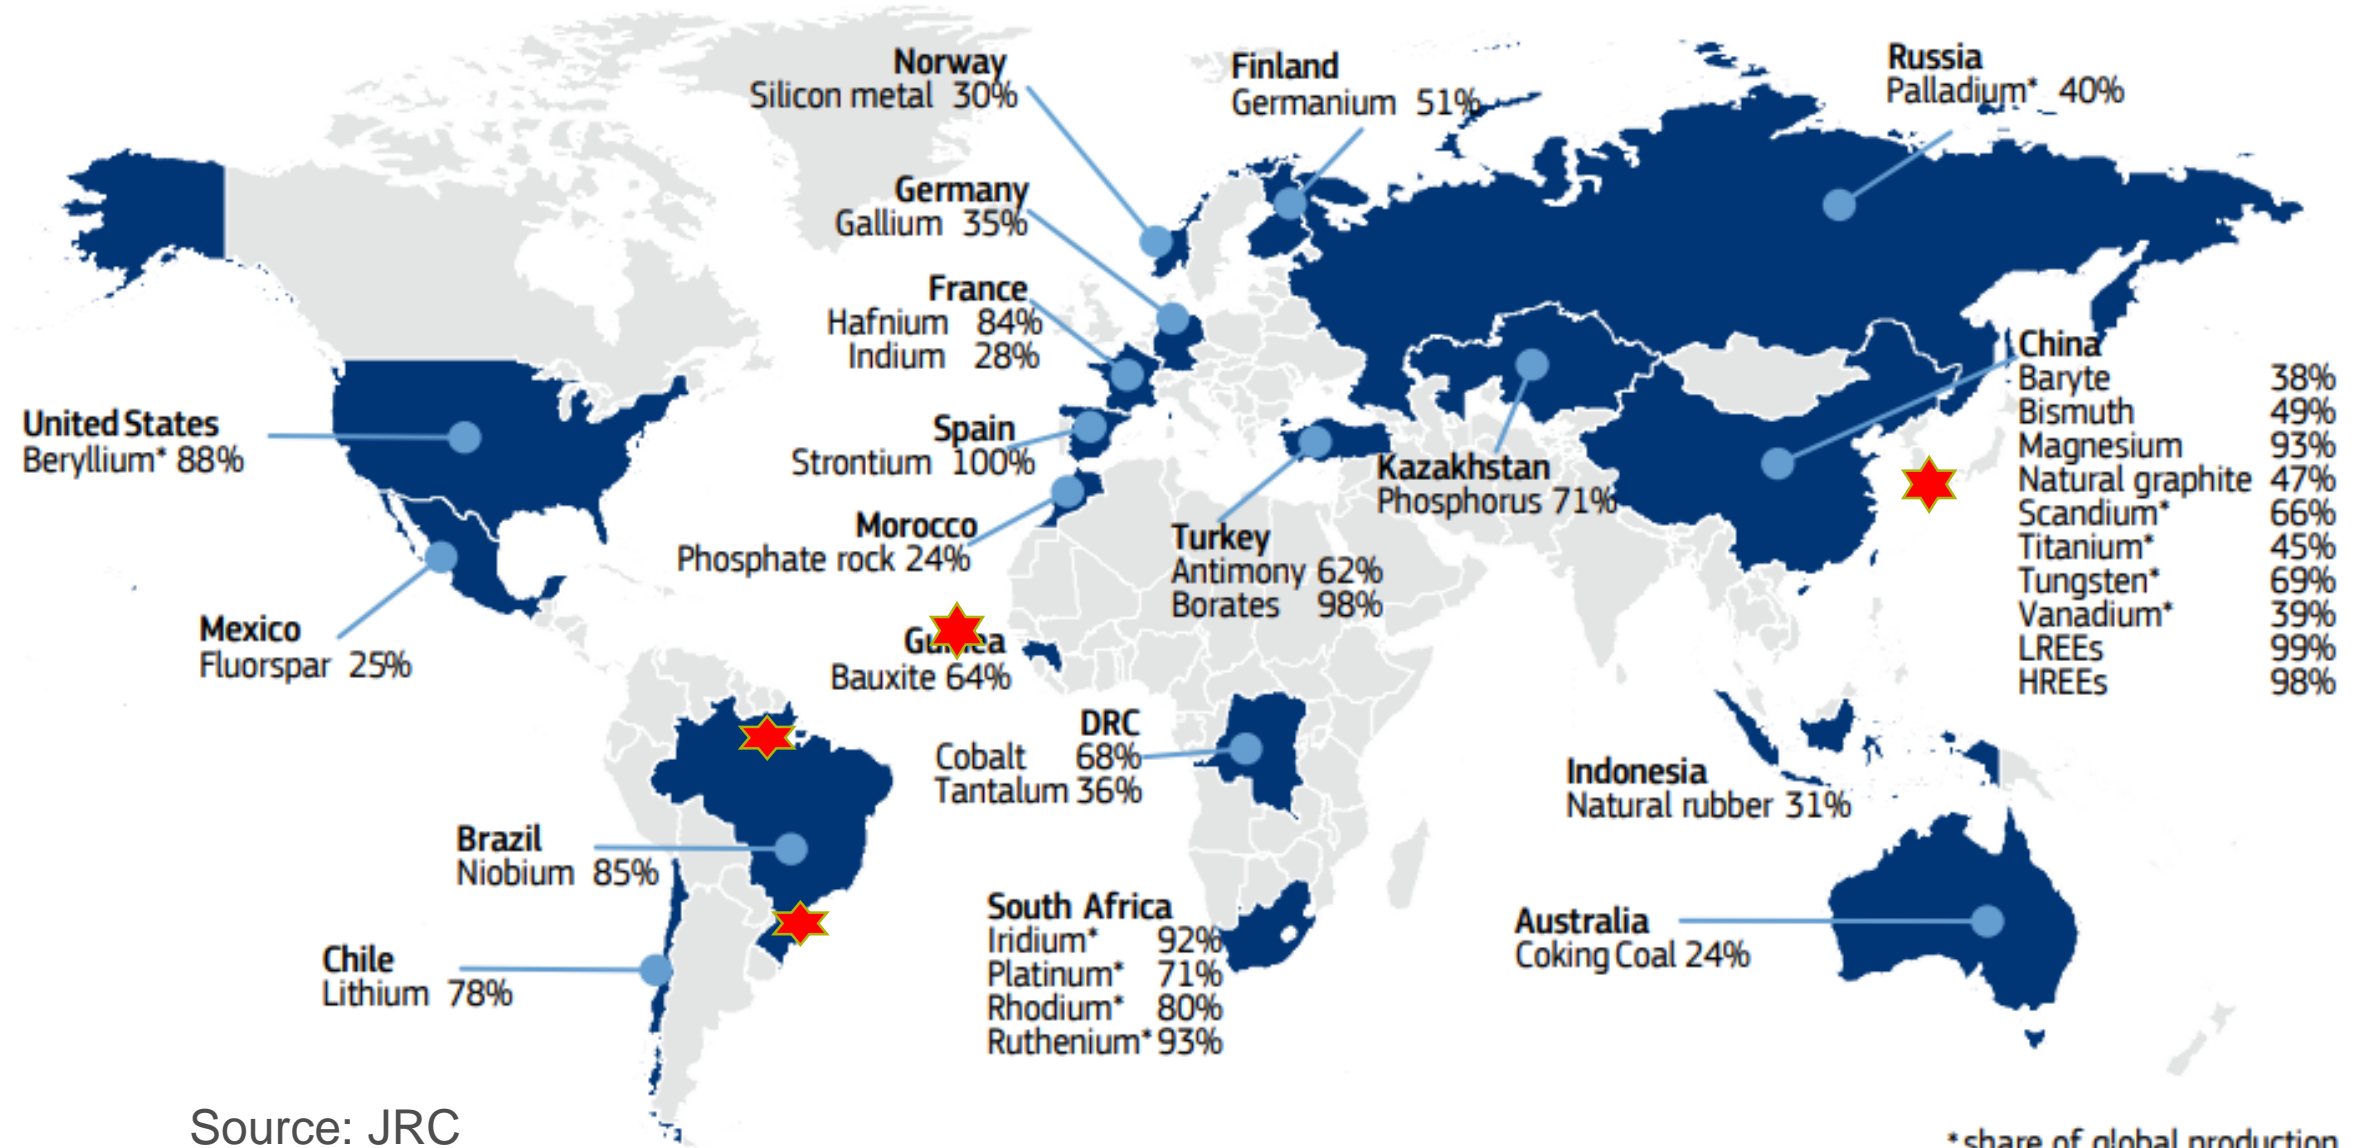 Norway
Silicon metal 30%
Finland
Germanium 51%
Russia
Palladium* 40%
Germany
Gallium 35%
France
Hafnium 84%
Indium 28%
Spain
Strontium 100%
Morocco
Phosphate rock 24%
United States
Beryllium* 88%
Mexico
Fluorspar 25%
Kazakhstan
Phosphorus 71%
Turkey
Antimony 62%
Borates 98%
China
Baryte 38%
Bismuth 49%
Magnesium 93%
Natural graphite 47%
Scandium* 66%
Titanium* 45%
Tungsten* 69%
Vanadium* 39%
LREEs 99%
HREEs 98%
Bauxite 64%
DRC
Cobalt 68%
Tantalum 36%
Indonesia
Natural rubber 31%
Brazil
Niobium 85%
Chile
Lithium 78%
South Africa
Iridium* 92%
Platinum* 71%
Rhodium* 80%
Ruthenium* 93%
Australia
Coking Coal 24%
Source: JRC
*share of global production